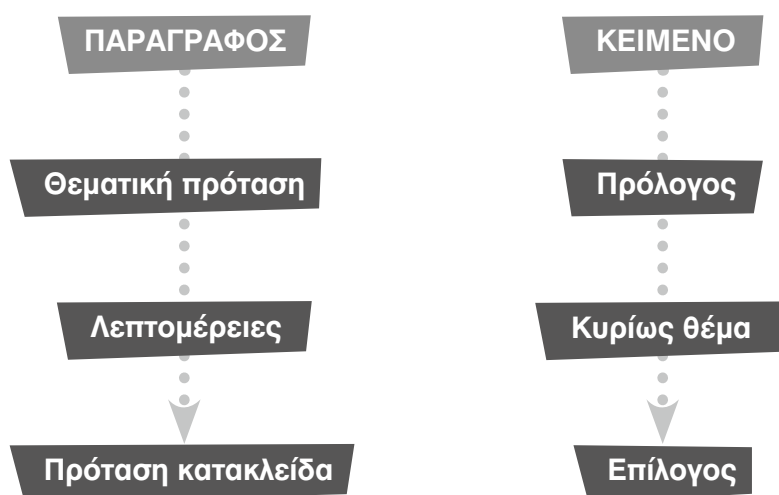 ΠΑΡΑΓΡΑΦΟΣ
Θεματική πρόταση
Λεπτομέρειες
Πρόταση κατακλείδα
ΚΕΙΜΕΝΟ
Πρόλογος
Κυρίως θέμα
Επίλογος